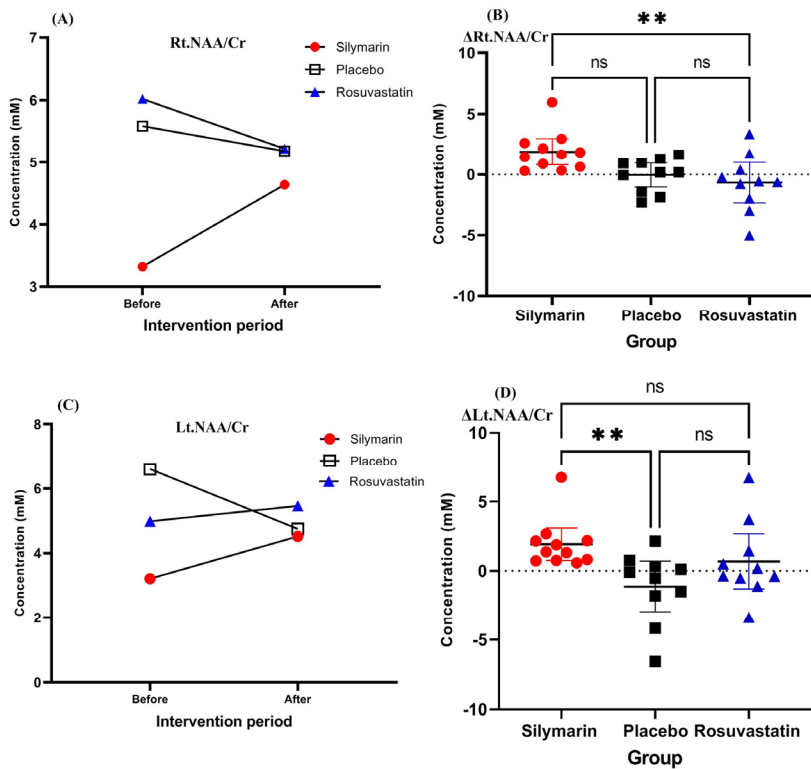 (A)
Rt.NAA/Cr
Silymarin
Placebo
Rosuvastatin
7
6
5
4
3
Concentration (mM)
Before
After
Intervention period
(B)
ΔRt.NAA/Cr
**
ns
ns
10
5
0
-5
-10
Concentration (mM)
Silymarin
Placebo
Rosuvastatin
Group
(C)
Lt.NAA/Cr
Silymarin
Placebo
Rosuvastatin
8
6
4
2
0
Concentration (mM)
Before
After
Intervention period
(D)
ΔLt.NAA/Cr
ns
**
ns
10
5
0
-5
-10
Concentration (mM)
Silymarin
Placebo
Rosuvastatin
Group